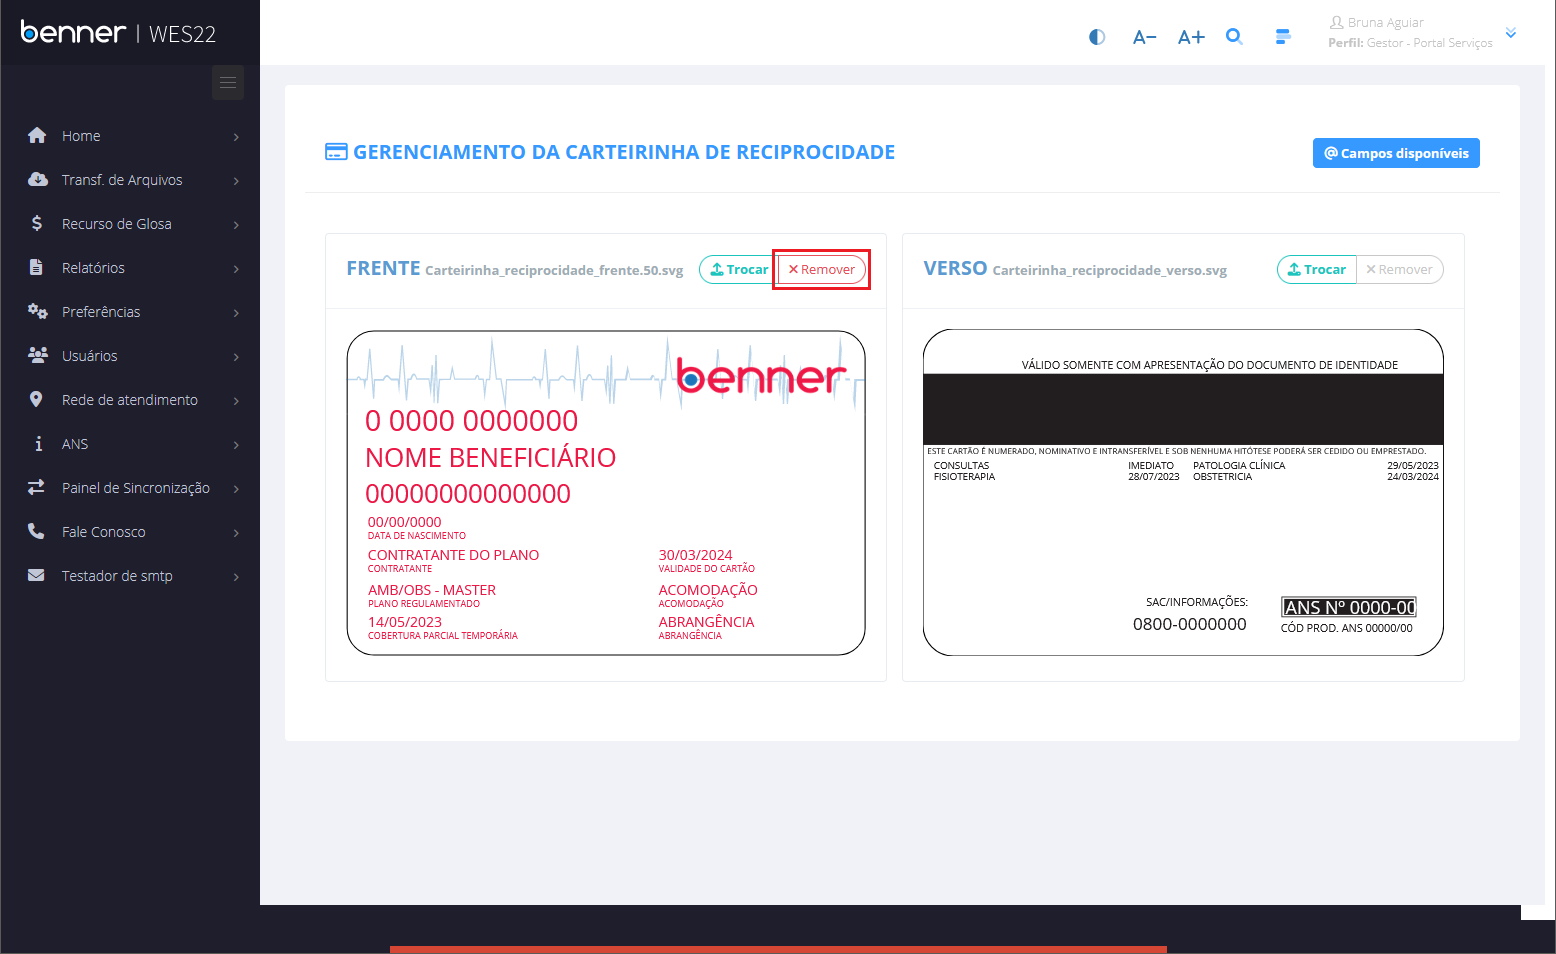 benner | WES22
A− A+
Bruna Aguiar
Perfil: Gestor - Portal Serviços
Home
Transf. de Arquivos
Recurso de Glosa
Relatórios
Preferências
Usuários
Rede de atendimento
ANS
Painel de Sincronização
Fale Conosco
Testador de smtp
GERENCIAMENTO DA CARTEIRINHA DE RECIPROCIDADE
@ Campos disponíveis
FRENTE Carteirinha_reciprocidade_frente.50.svg Trocar Remover
benner
0 0000 0000000
NOME BENEFICIÁRIO
00000000000000
00/00/0000
DATA DE NASCIMENTO
CONTRATANTE DO PLANO 30/03/2024
CONTRATANTE VALIDADE DO CARTÃO
AMB/OBS - MASTER ACOMODAÇÃO
PLANO REGULAMENTADO ACOMODAÇÃO
14/05/2023 ABRANGÊNCIA
COBERTURA PARCIAL TEMPORÁRIA ABRANGÊNCIA
VERSO Carteirinha_reciprocidade_verso.svg Trocar Remover
VÁLIDO SOMENTE COM APRESENTAÇÃO DO DOCUMENTO DE IDENTIDADE
ESTE CARTÃO É NUMERADO, NOMINATIVO E INTRANSFERÍVEL E SOB NENHUMA HITÓTESE PODERÁ SER CEDIDO OU EMPRESTADO.
CONSULTAS IMEDIATO PATOLOGIA CLÍNICA 29/05/2023
FISIOTERAPIA 28/07/2023 OBSTETRICIA 24/03/2024
SAC/INFORMAÇÕES: ANS Nº 0000-00
0800-0000000 CÓD PROD. ANS 00000/00